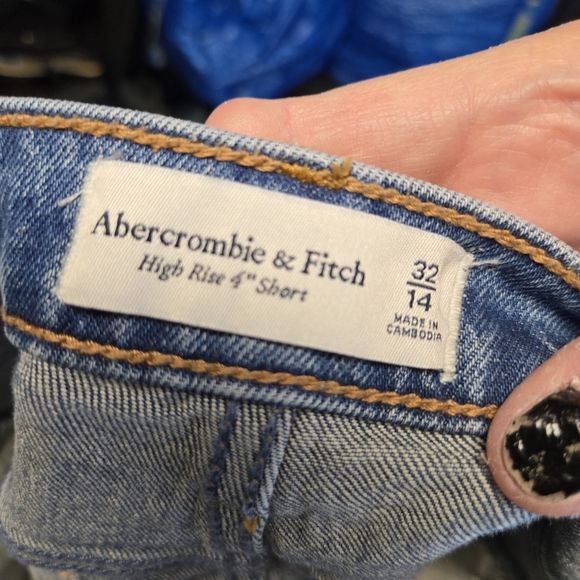 Abercrombie & Fitch
High Rise 4" Short
32
14
MADE IN
CAMBODIA